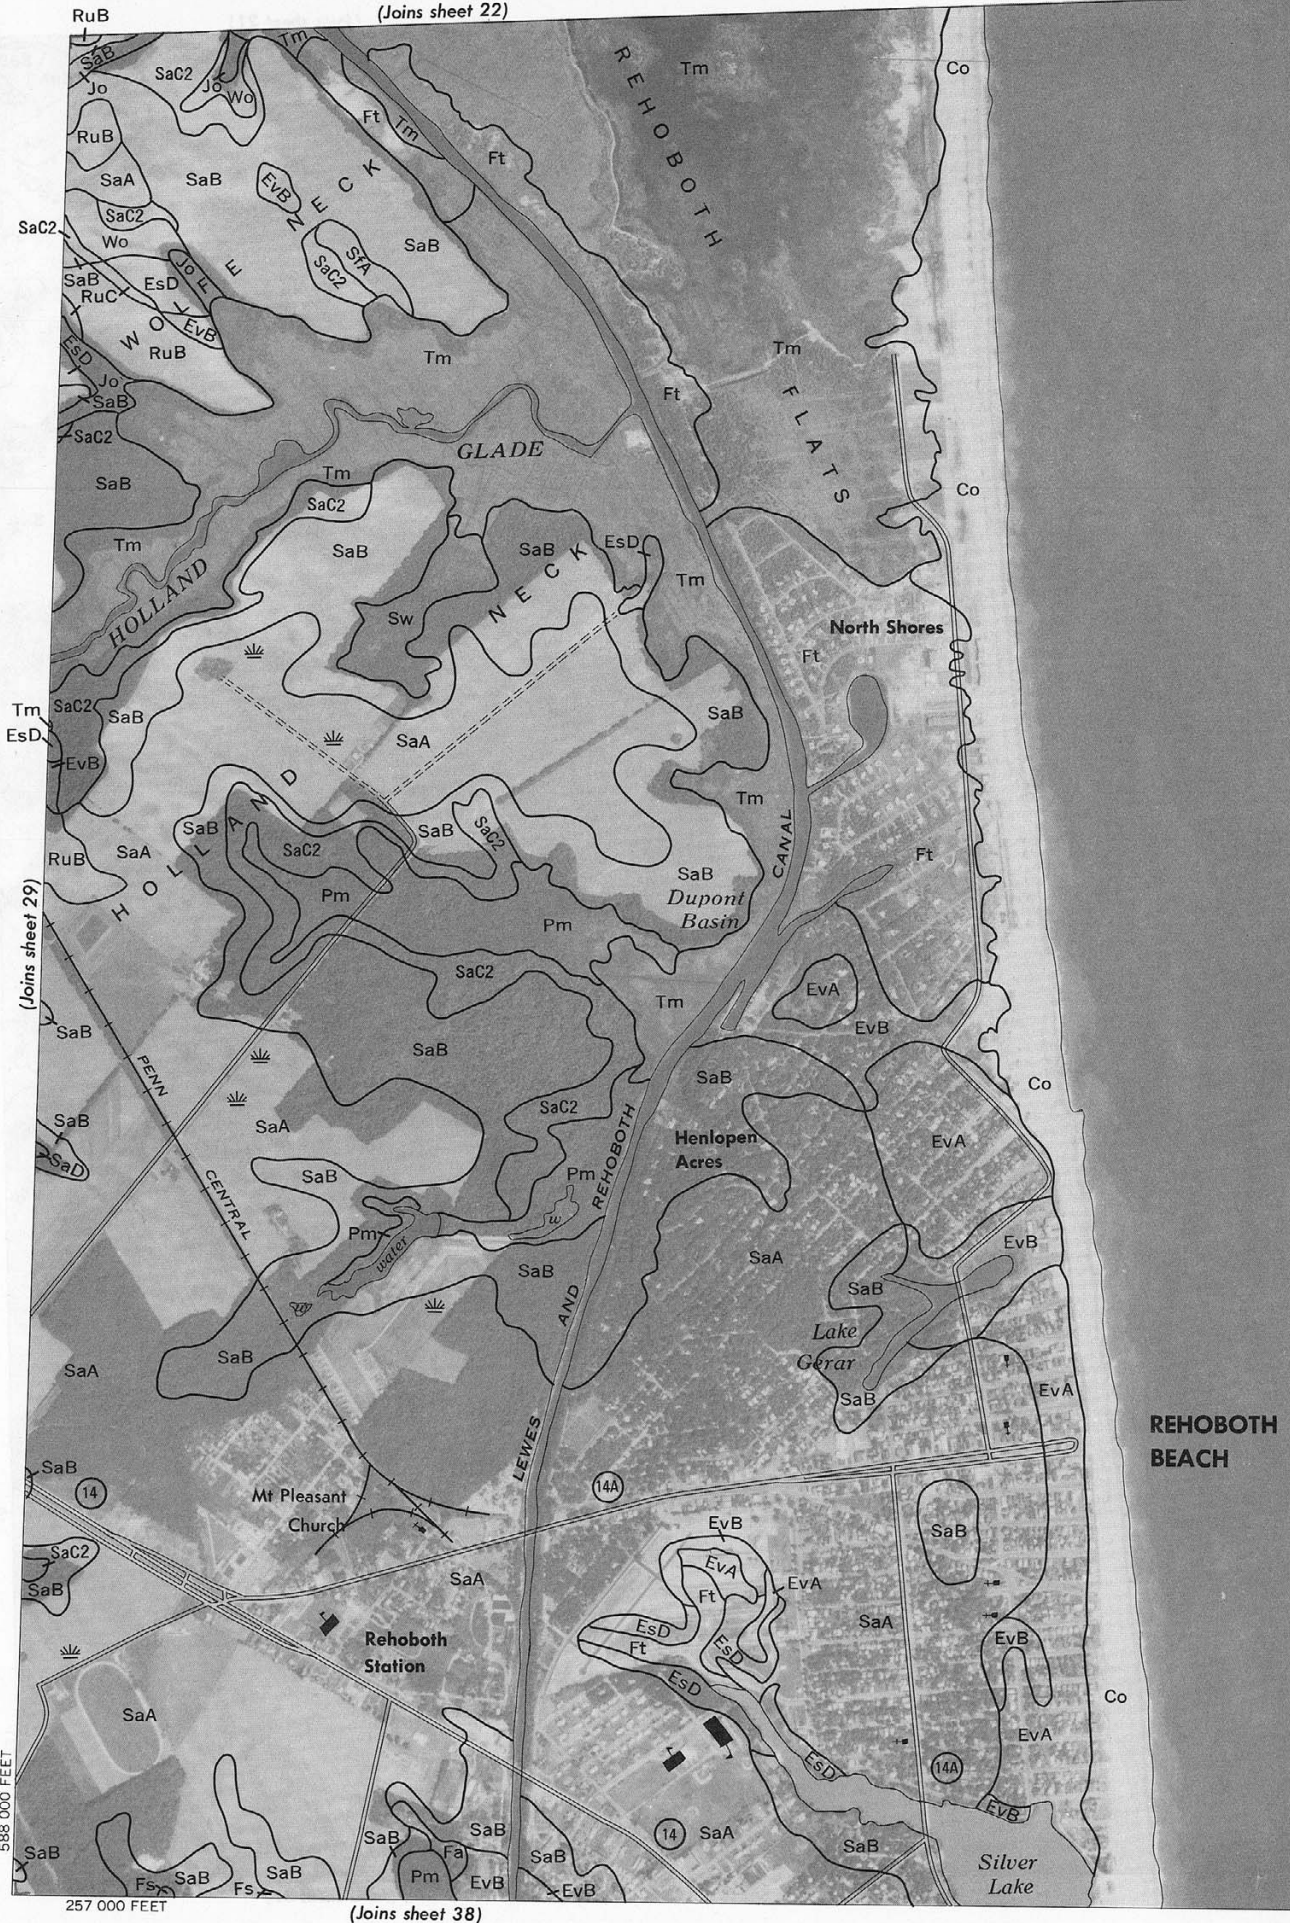 (Joins sheet 22)
RuB
Tm
SaB
SaC2
Jo
Wo
Jo
RuB
Ft
Tm
Ft
Tm
Co
REHOBOTH
SaA
SaB
EvB
WOLFE NECK
SaC2
Wo
SaC2
SfA
SaC2
SaB
Jo
SaB
EsD
RuC
EvB
RuB
EsD
Jo
SaB
Tm
Tm
Ft
FLATS
SaC2
GLADE
SaB
Tm
SaC2
Co
Tm
SaB
SaB
EsD
Tm
HOLLAND
NECK
Sw
North Shores
Ft
Tm
SaC2
SaB
EsD
SaB
SaA
EvB
Tm
HOLLAND
SaB
SaB
SaC2
CANAL
RuB
SaA
SaC2
Ft
SaB
Pm
Dupont
Basin
(Joins sheet 29)
Pm
SaC2
EvA
Tm
EvB
SaB
SaB
PENN
SaB
Co
SaC2
SaB
SaA
REHOBOTH
Henlopen
Acres
EvA
SaD
CENTRAL
SaB
Pm
w
Pm
water
SaA
EvB
SaB
SaB
AND
Lake
Gerar
SaB
SaA
SaB
EvA
REHOBOTH
BEACH
LEWES
SaB
14
Mt Pleasant
Church
14A
EvB
SaB
SaC2
EvA
EvA
SaB
SaA
Ft
EsD
SaA
Rehoboth
Station
Ft
EsD
EvB
EsD
Co
SaA
EvA
588 000 FEET
EsD
14A
EvB
SaB
SaB
14
SaA
SaB
SaB
Fa
SaB
SaB
SaB
Fs
Fs
Pm
EvB
EvB
Silver
Lake
257 000 FEET
(Joins sheet 38)